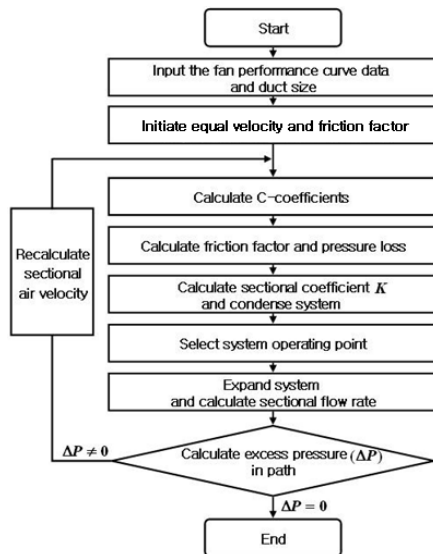 Start
Input the fan performance curve data
and duct size
Initiate equal velocity and friction factor
Calculate C-coefficients
Recalculate
sectional
air velocity
Calculate friction factor and pressure loss
Calculate sectional coefficient K
and condense system
Select system operating point
Expand system
and calculate sectional flow rate
ΔP ≠ 0
Calculate excess pressure (ΔP)
in path
ΔP = 0
End